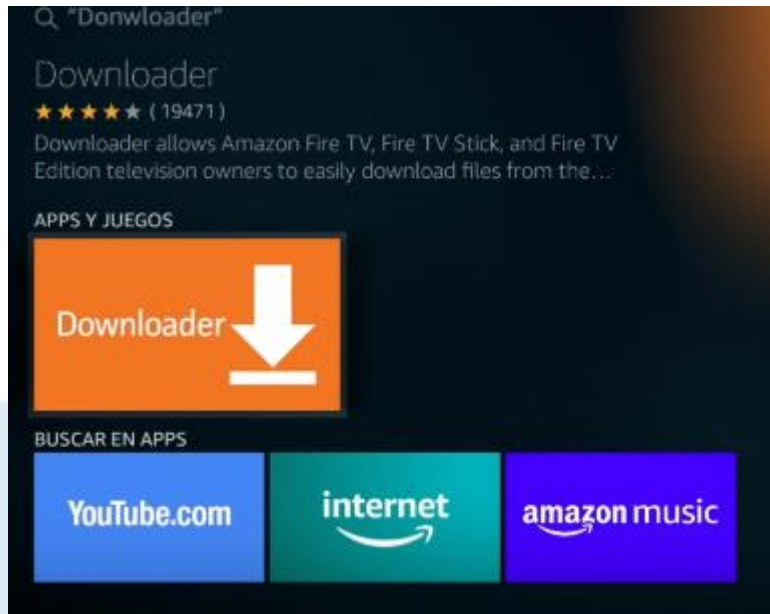 "Donwloader"
Downloader
(19471)
Downloader allows Amazon Fire TV, Fire TV Stick, and Fire TV
Edition television owners to easily download files from the...
APPS Y JUEGOS
Downloader
BUSCAR EN APPS
YouTube.com
internet
amazon music